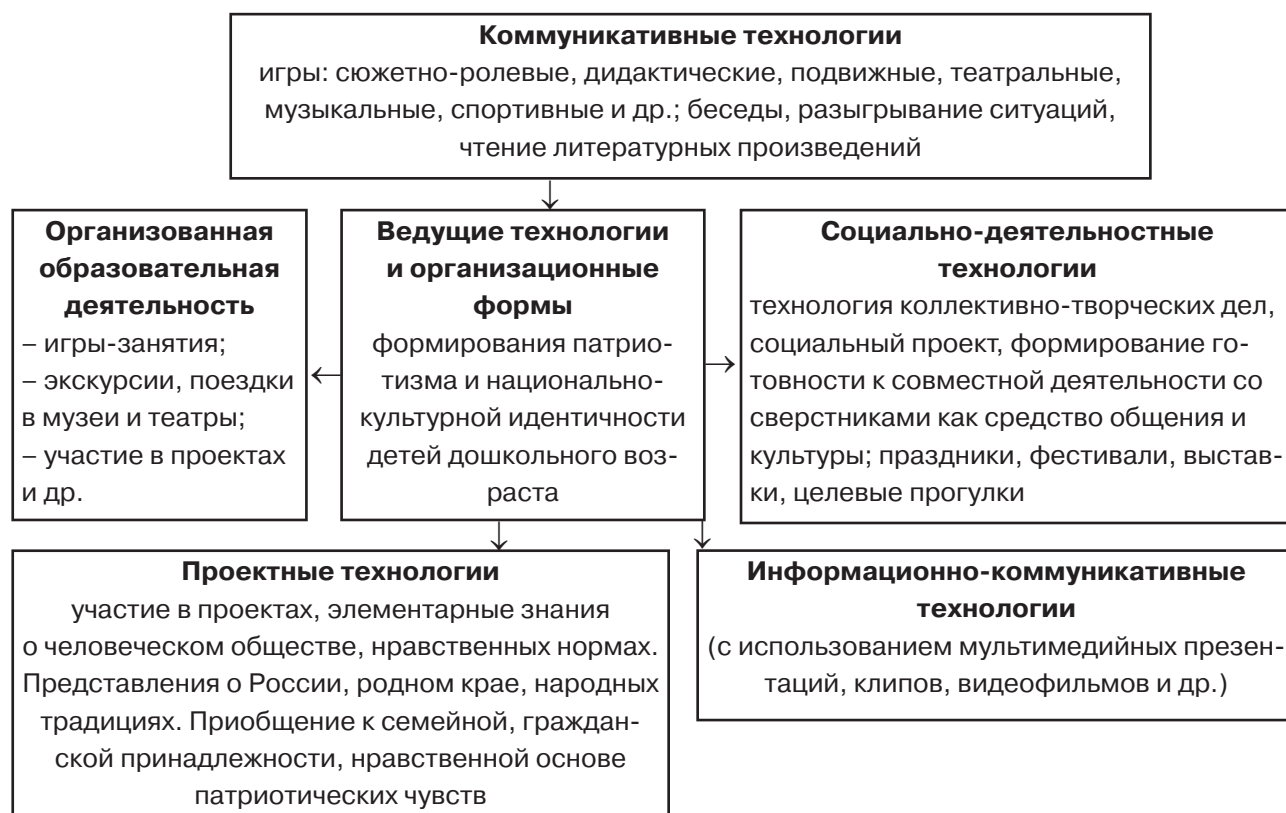 Коммуникативные технологии
игры: сюжетно-ролевые, дидактические, подвижные, театральные,
музыкальные, спортивные и др.; беседы, разыгрывание ситуаций,
чтение литературных произведений
Организованная
образовательная
деятельность
– игры-занятия;
– экскурсии, поездки
в музеи и театры;
– участие в проектах
и др.
Ведущие технологии
и организационные
формы
формирования патрио-
тизма и национально-
культурной идентичности
детей дошкольного воз-
раста
Социально-деятельностные
технологии
технология коллективно-творческих дел,
социальный проект, формирование го-
товности к совместной деятельности со
сверстниками как средство общения и
культуры; праздники, фестивали, выстав-
ки, целевые прогулки
Проектные технологии
участие в проектах, элементарные знания
о человеческом обществе, нравственных нормах.
Представления о России, родном крае, народных
традициях. Приобщение к семейной, граждан-
ской принадлежности, нравственной основе
патриотических чувств
Информационно-коммуникативные
технологии
(с использованием мультимедийных презен-
таций, клипов, видеофильмов и др.)